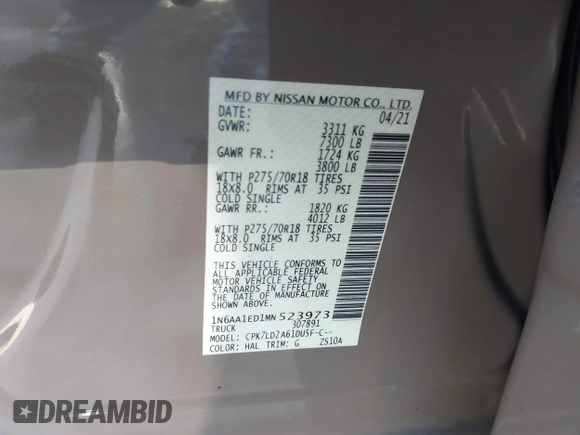 MFD BY NISSAN MOTOR CO., LTD.
DATE: 04/21
GVWR: 3311 KG
7300 LB
GAWR FR.: 1724 KG
3800 LB
WITH P275/70R18 TIRES
18X8.0 RIMS AT 35 PSI
COLD SINGLE
GAWR RR.: 1820 KG
4012 LB
WITH P275/70R18 TIRES
18X8.0 RIMS AT 35 PSI
COLD SINGLE
THIS VEHICLE CONFORMS TO
ALL APPLICABLE FEDERAL
MOTOR VEHICLE SAFETY
STANDARDS IN EFFECT ON
THE DATE OF MANUFACTURE
SHOWN ABOVE.
1N6AA1ED1MN523973
TRUCK 307891
MODEL: CPK7LD2A61DU5F-C--
COLOR: HAL TRIM: G ZS10A
DREAMBID